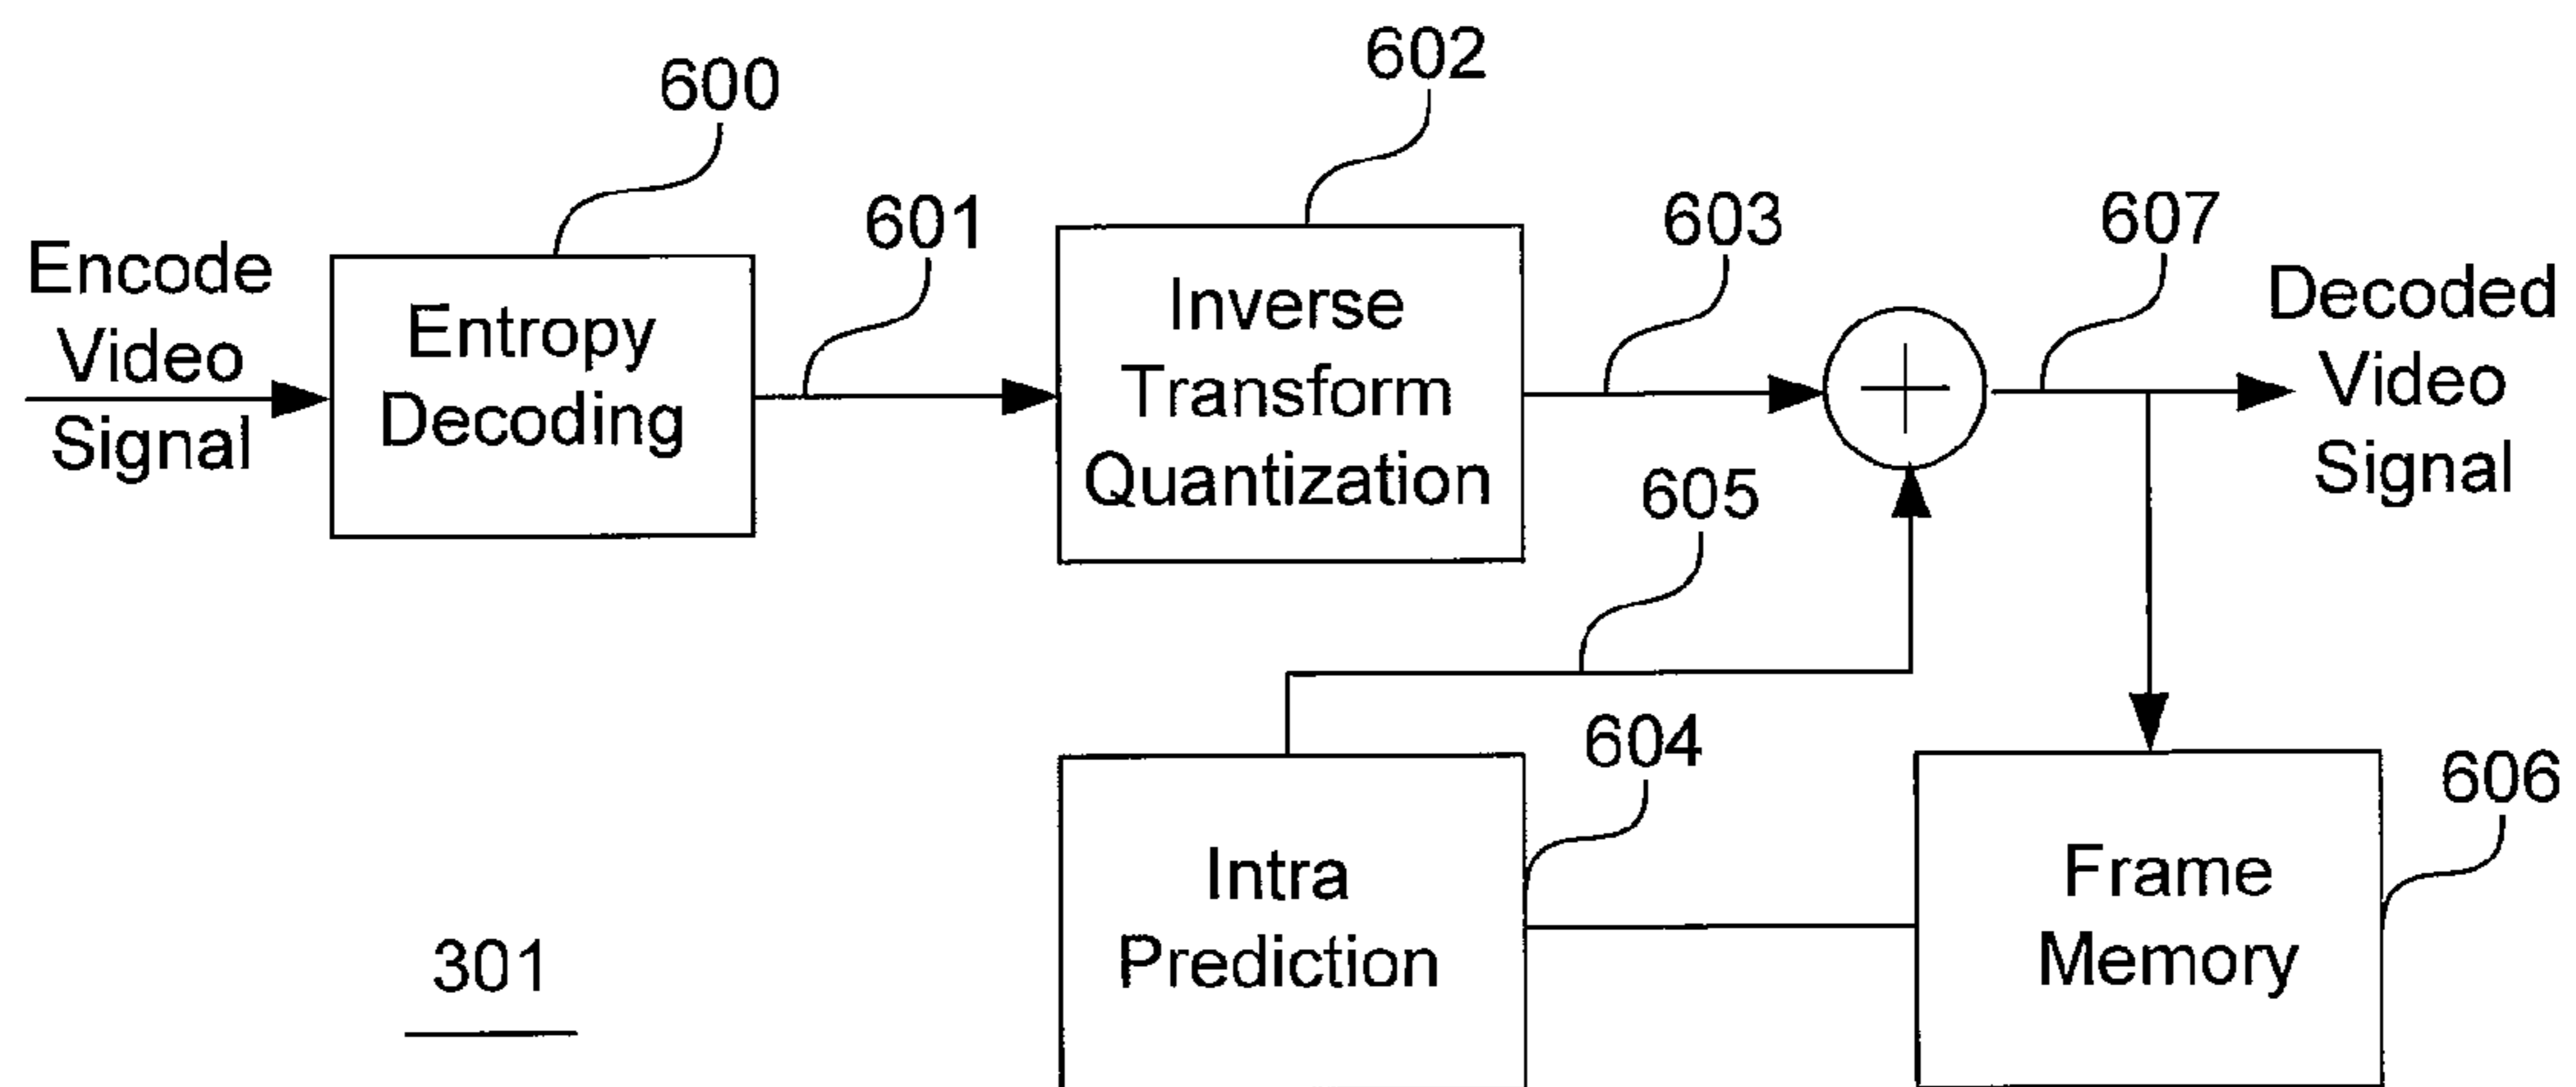 602
600
601
603
607
Encode
Video
Signal
Entropy
Decoding
Inverse
Transform
Quantization
Decoded
Video
Signal
605
604
606
Intra
Prediction
Frame
Memory
301